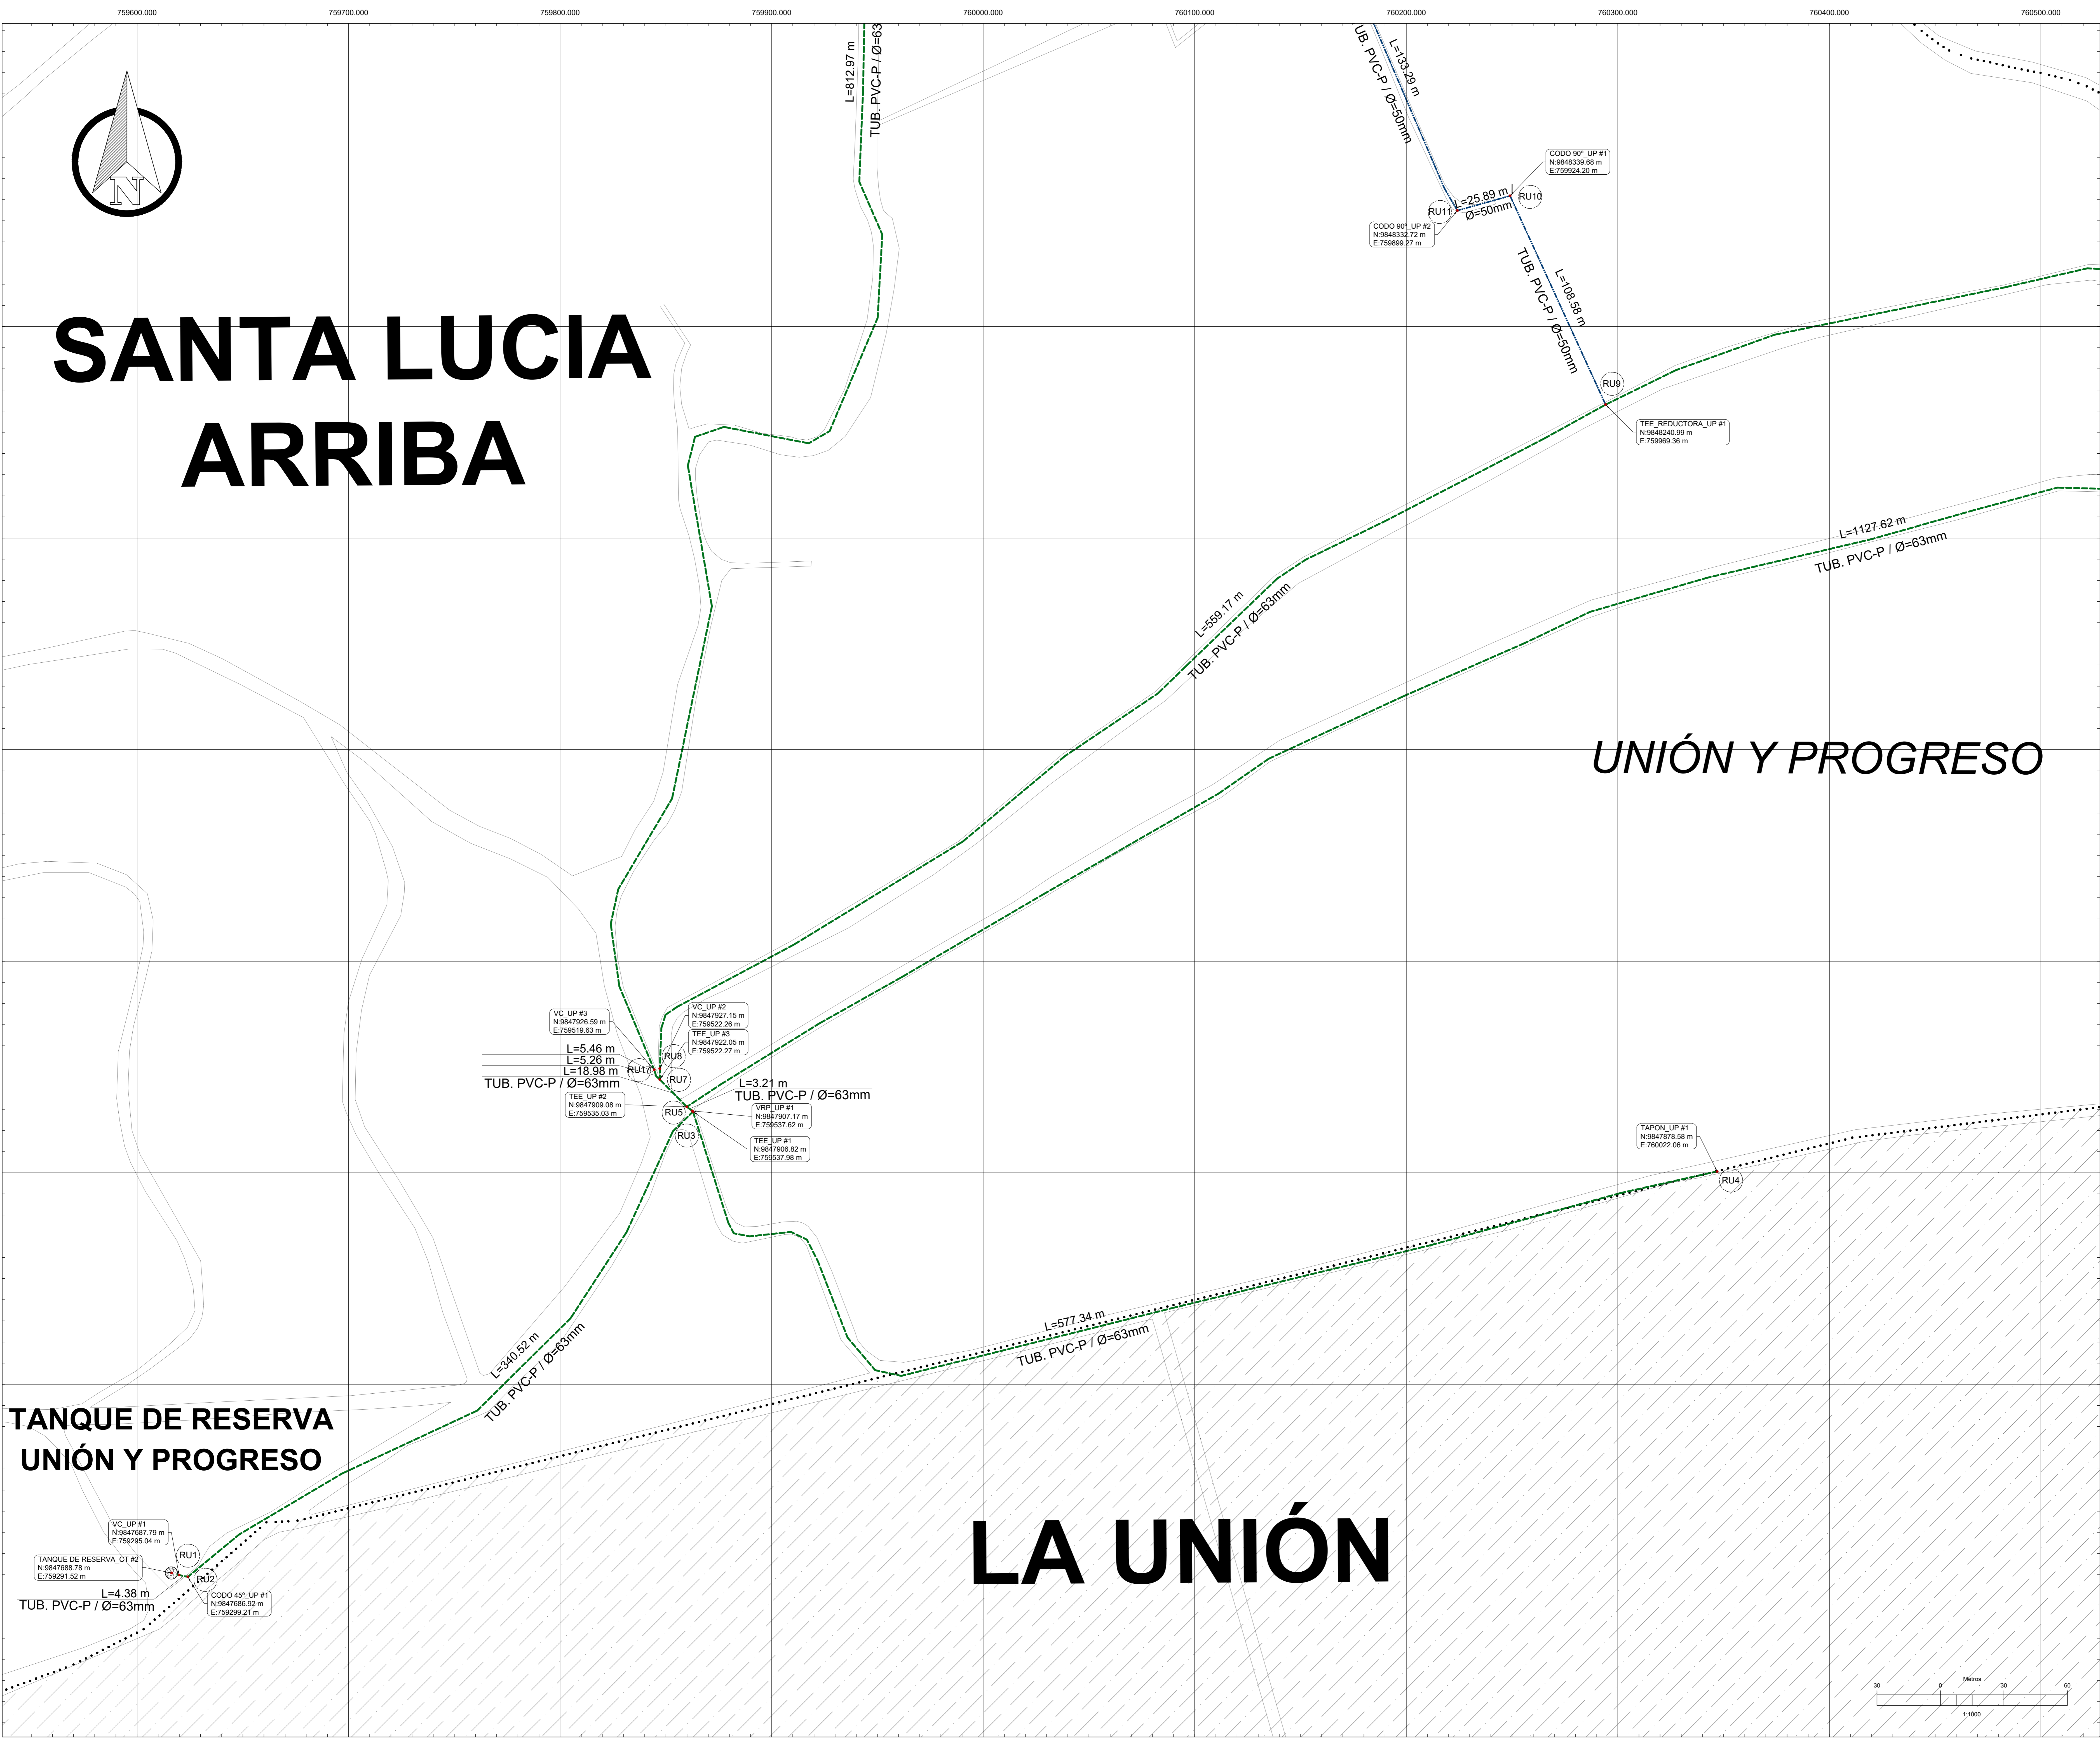 759600.000
759700.000
759800.000
759900.000
760000.000
760100.000
760200.000
760300.000
760400.000
760500.000
N
SANTA LUCIA
ARRIBA
L=812.97 m
TUB. PVC-P / Ø=63
UB. PVC-P / Ø=50mm
L=133.29 m
CODO 90º_UP #1
N:9848339.68 m
E:759924.20 m
RU10
RU11
L=25.89 m
Ø=50mm
CODO 90º_UP #2
N:9848332.72 m
E:759899.27 m
TUB. PVC-P / Ø=50mm
L=108.58 m
RU9
TEE_REDUCTORA_UP #1
N:9848240.99 m
E:759969.36 m
L=1127.62 m
TUB. PVC-P / Ø=63mm
L=559.17 m
TUB. PVC-P / Ø=63mm
UNIÓN Y PROGRESO
VC_UP #3
N:9847926.59 m
E:759519.63 m
VC_UP #2
N:9847927.15 m
E:759522.26 m
TEE_UP #3
N:9847922.05 m
E:759522.27 m
L=5.46 m
L=5.26 m
L=18.98 m
TUB. PVC-P / Ø=63mm
RU17
RU8
RU7
L=3.21 m
TUB. PVC-P / Ø=63mm
TEE_UP #2
N:9847909.08 m
E:759535.03 m
RU5
RU3
VRP_UP #1
N:9847907.17 m
E:759537.62 m
TEE_UP #1
N:9847906.82 m
E:759537.98 m
TAPON_UP #1
N:9847878.58 m
E:760022.06 m
RU4
L=577.34 m
TUB. PVC-P / Ø=63mm
L=340.52 m
TUB. PVC-P / Ø=63mm
TANQUE DE RESERVA
UNIÓN Y PROGRESO
LA UNIÓN
VC_UP #1
N:9847687.79 m
E:759295.04 m
RU1
TANQUE DE RESERVA_CT #2
N:9847688.78 m
E:759291.52 m
RU2
L=4.38 m
TUB. PVC-P / Ø=63mm
CODO 45º_UP #1
N:9847686.92 m
E:759299.21 m
Metros
30
0
30
60
1:1000